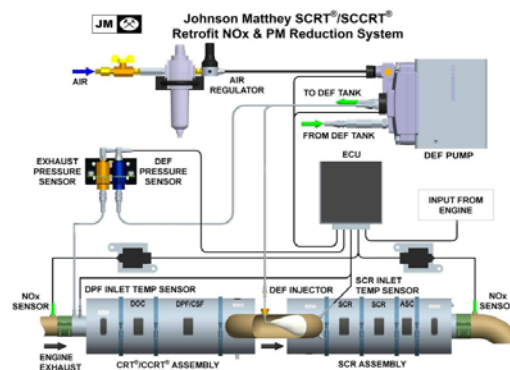 JM
Johnson Matthey SCRT®/SCCRT®
Retrofit NOx & PM Reduction System
AIR
AIR
REGULATOR
TO DEF TANK
FROM DEF TANK
DEF PUMP
EXHAUST
PRESSURE
SENSOR
DEF
PRESSURE
SENSOR
ECU
INPUT FROM
ENGINE
NOx
SENSOR
DPF INLET TEMP SENSOR
DEF INJECTOR
SCR INLET
TEMP SENSOR
NOx
SENSOR
DOC
DPF/CSF
SCR
SCR
ASC
ENGINE
EXHAUST
CRT®/CCRT® ASSEMBLY
SCR ASSEMBLY